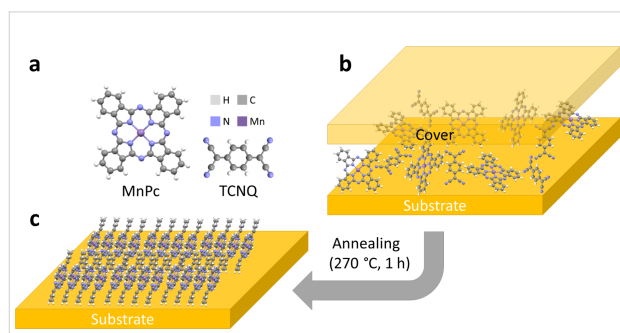 a
H
C
N
Mn
MnPc
TCNQ
b
Cover
Substrate
c
Annealing
(270 °C, 1 h)
Substrate